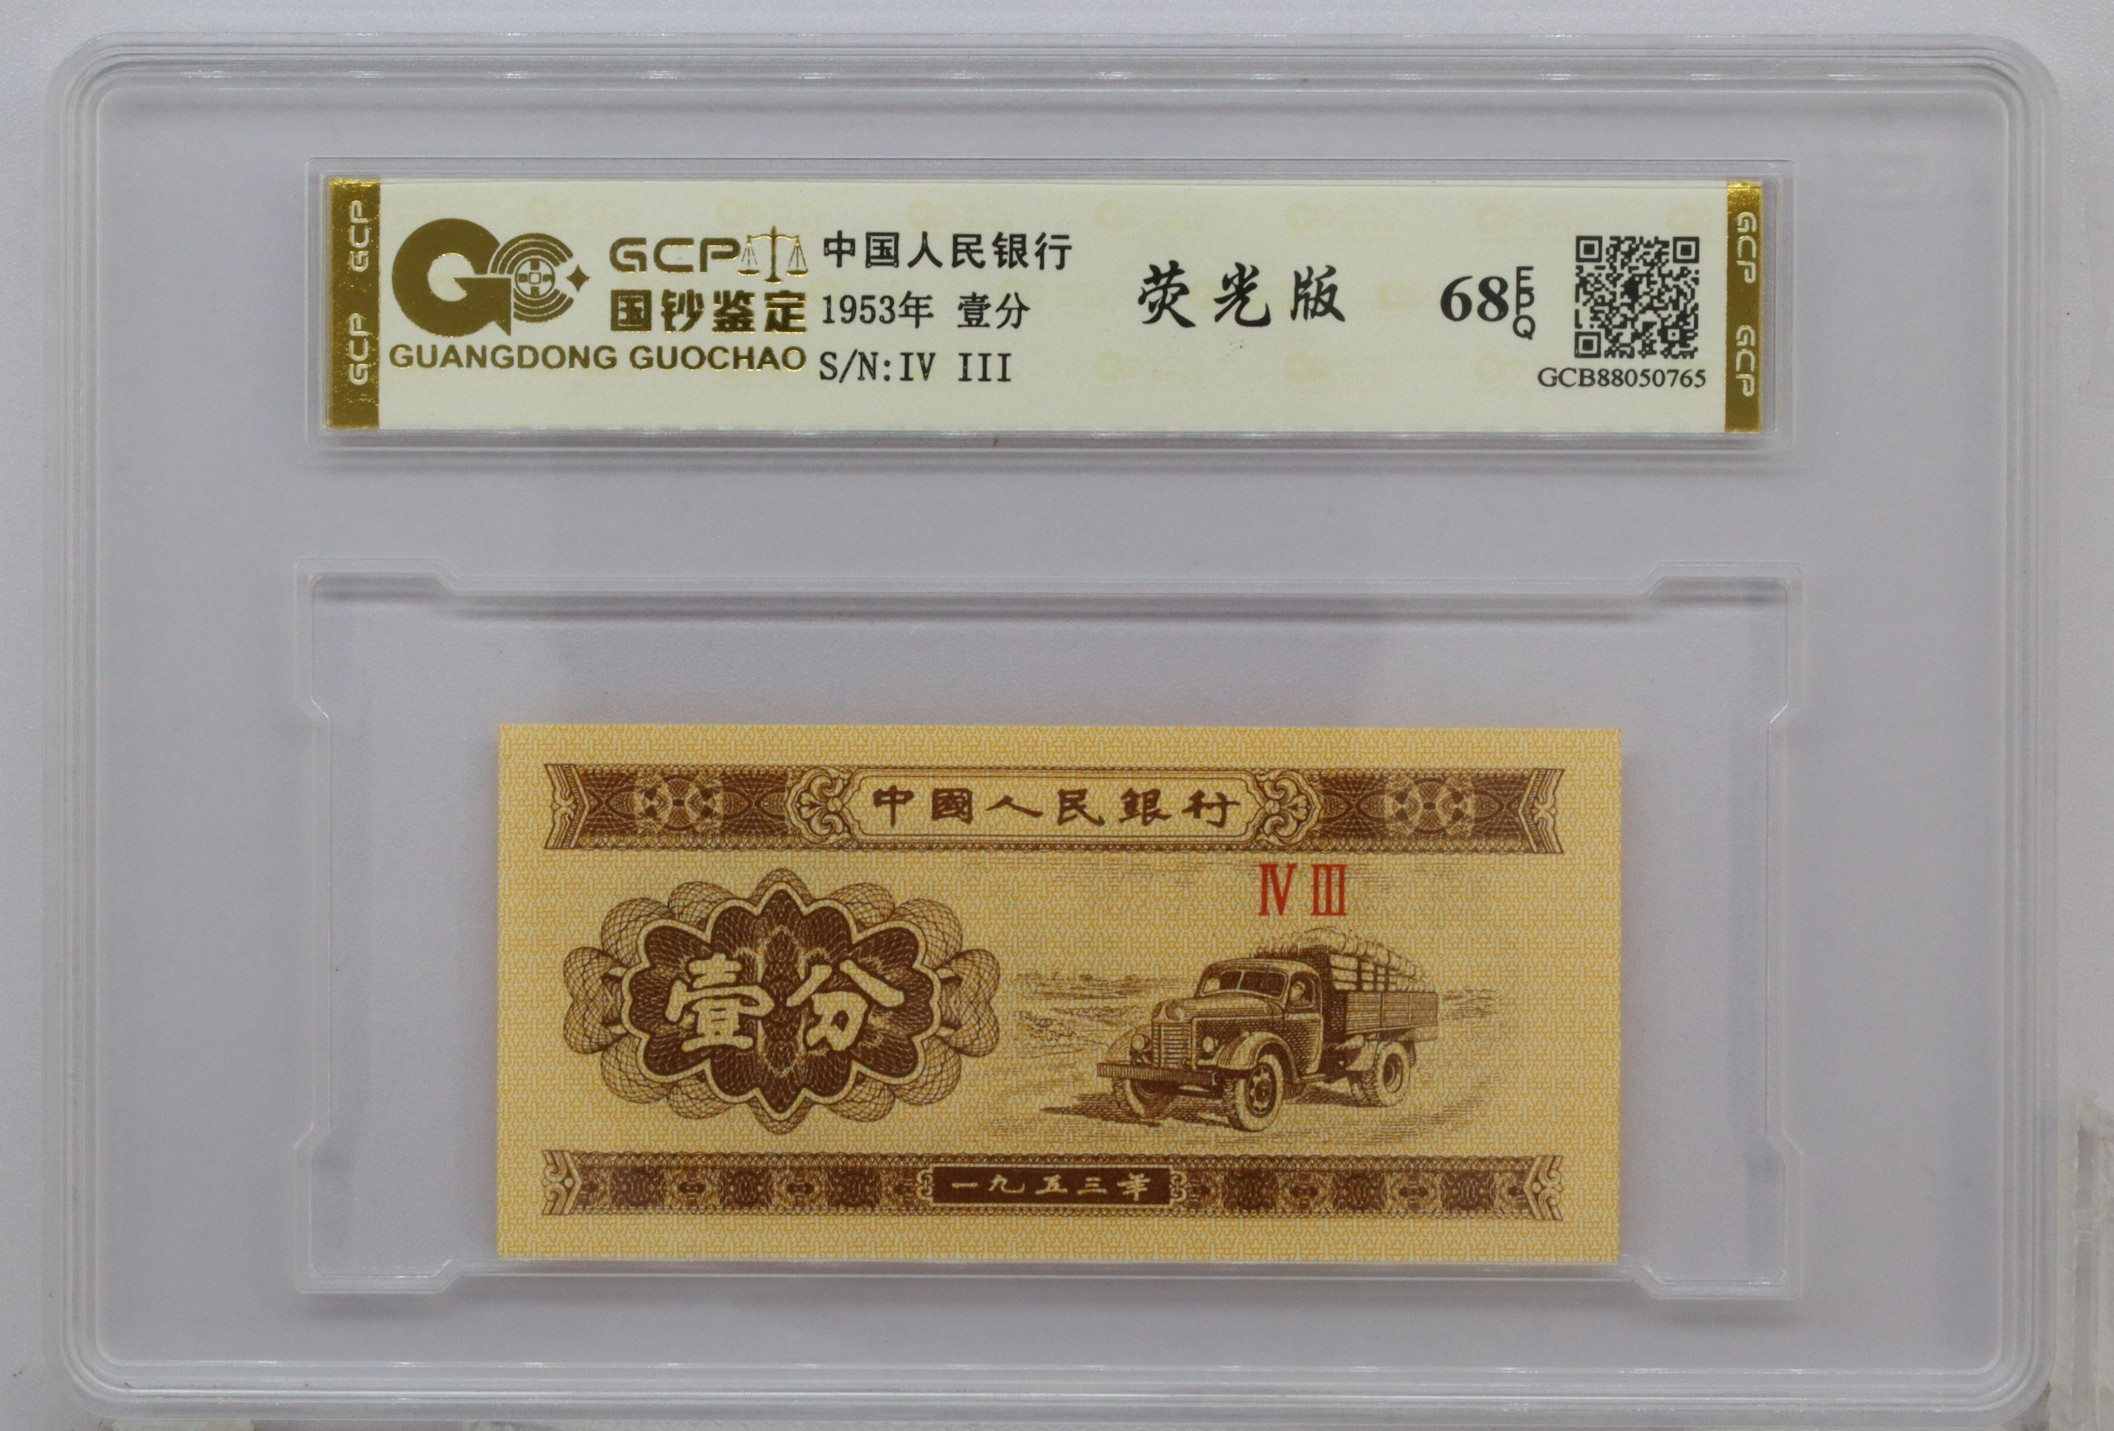 GCP 国钞鉴定
GUANGDONG GUOCHAO
中国人民银行
1953年 壹分
S/N:IV III
荧光版
68 EPQ
GCB88050765
GCP GCP
GCP GCP
中國人民銀行
IV III
壹分
一九五三年